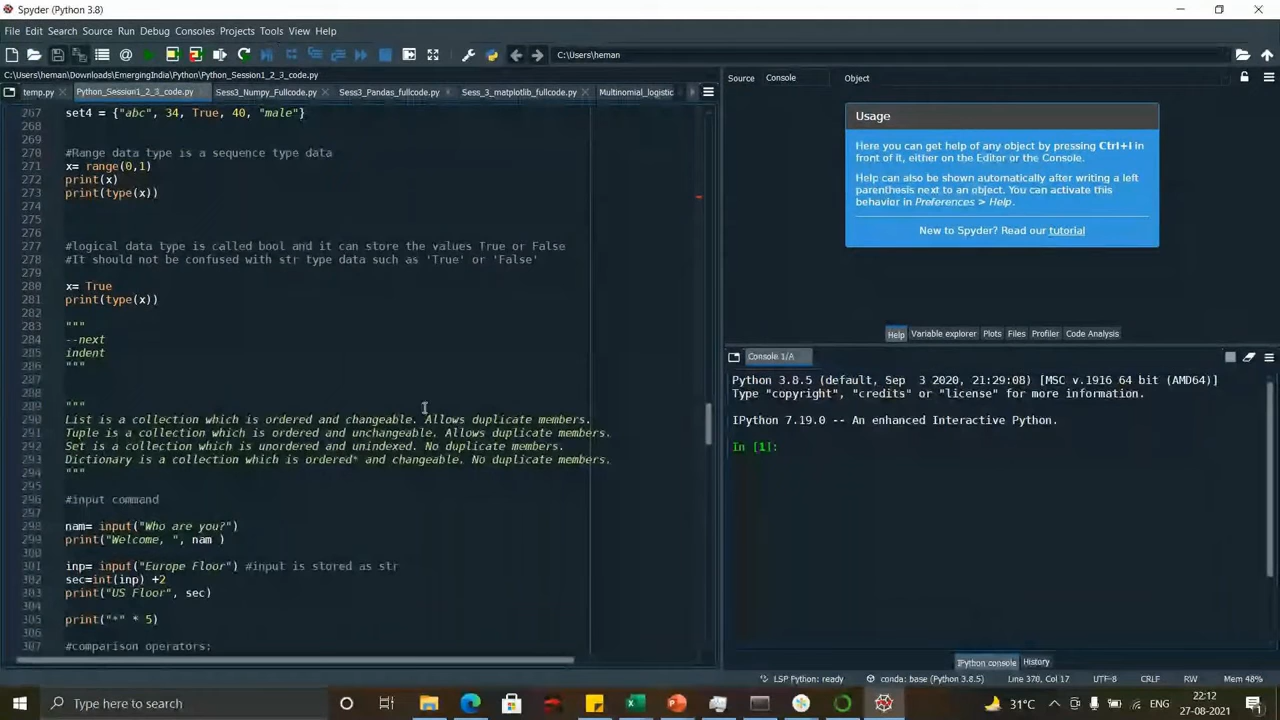 Spyder (Python 3.8)
File Edit Search Source Run Debug Consoles Projects Tools View Help
C:\Users\heman
C:\Users\heman\Downloads\EmergingIndia\Python\Python_Session1_2_3_code.py
temp.py Python_Session1_2_3_code.py Sess3_Numpy_Fullcode.py Sess3_Pandas_fullcode.py Sess_3_matplotlib_fullcode.py Multinomial_logistic
267 set4 = {"abc", 34, True, 40, "male"}
268
269
270 #Range data type is a sequence type data
271 x= range(0,1)
272 print(x)
273 print(type(x))
274
275
276
277 #logical data type is called bool and it can store the values True or False
278 #It should not be confused with str type data such as 'True' or 'False'
279
280 x= True
281 print(type(x))
282
283 """
284 --next
285 indent
286 """
287
288
289 """
290 List is a collection which is ordered and changeable. Allows duplicate members.
291 Tuple is a collection which is ordered and unchangeable. Allows duplicate members.
292 Set is a collection which is unordered and unindexed. No duplicate members.
293 Dictionary is a collection which is ordered* and changeable. No duplicate members.
294 """
295
296 #input command
297
298 nam= input("Who are you?")
299 print("Welcome, ", nam )
300
301 inp= input("Europe Floor") #input is stored as str
302 sec=int(inp) +2
303 print("US Floor", sec)
304
305 print("*" * 5)
306
307 #comparison operators:
Source Console Object
Usage
Here you can get help of any object by pressing Ctrl+I in
front of it, either on the Editor or the Console.
Help can also be shown automatically after writing a left
parenthesis next to an object. You can activate this
behavior in Preferences > Help.
New to Spyder? Read our tutorial
Help Variable explorer Plots Files Profiler Code Analysis
Console 1/A
Python 3.8.5 (default, Sep 3 2020, 21:29:08) [MSC v.1916 64 bit (AMD64)]
Type "copyright", "credits" or "license" for more information.
IPython 7.19.0 -- An enhanced Interactive Python.
In [1]:
IPython console History
LSP Python: ready conda: base (Python 3.8.5) Line 370, Col 17 UTF-8 CRLF RW Mem 48%
Type here to search
31°C ENG 22:12
27-08-2021